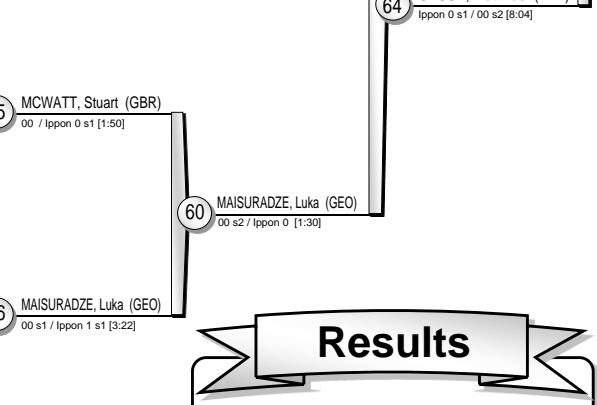 64
Ippon 0 s1 / 00 s2 [8:04]
MCWATT, Stuart (GBR)
00 / Ippon 0 s1 [1:50]
60
MAISURADZE, Luka (GEO)
00 s2 / Ippon 0 [1:30]
MAISURADZE, Luka (GEO)
00 s1 / Ippon 1 s1 [3:22]
Results